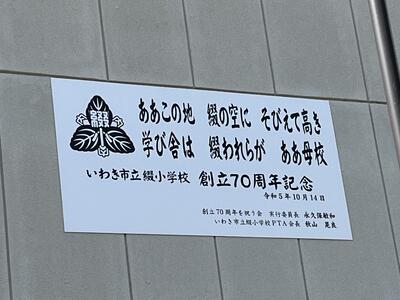 綴
小
ああこの地 綴の空に そびえて高き
学び舎は 綴われらが ああ母校
いわき市立綴小学校 創立70周年記念
令和5年10月14日
創立70周年を祝う会 実行委員長 永久保敏和
いわき市立綴小学校PTA会長 秋山 晃良